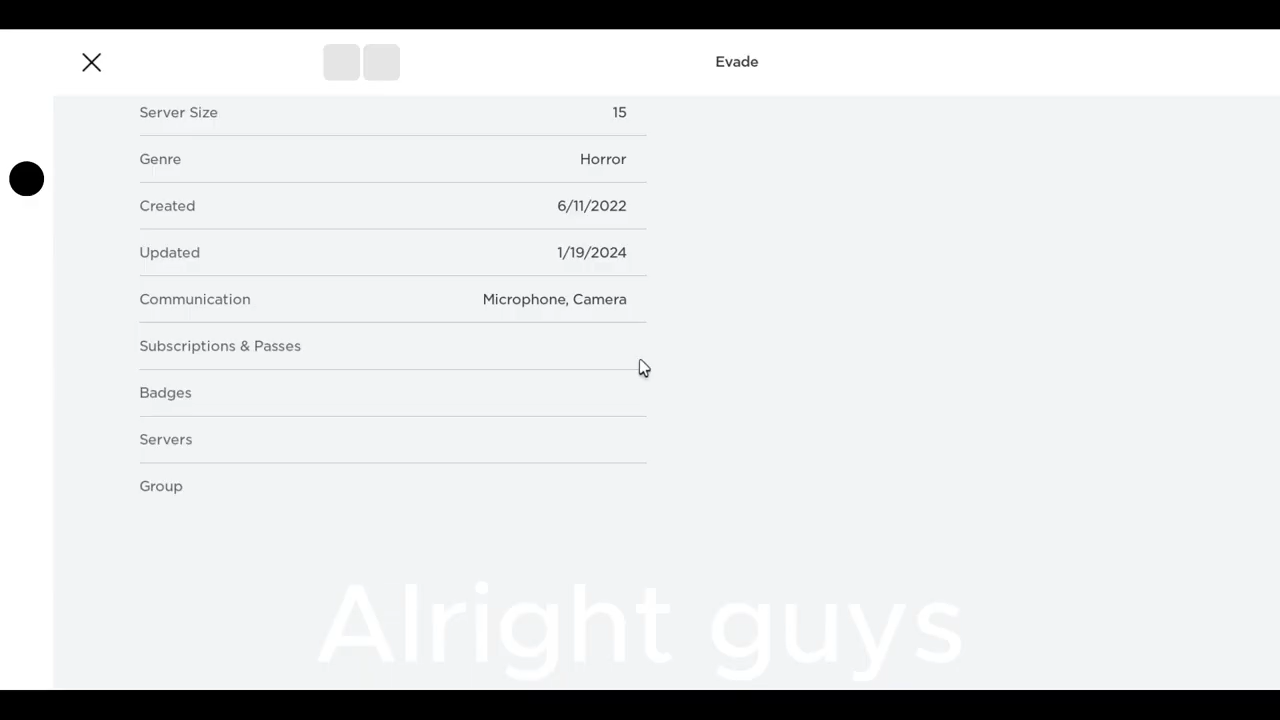 Evade
Server Size 15
Genre Horror
Created 6/11/2022
Updated 1/19/2024
Communication Microphone, Camera
Subscriptions & Passes
Badges
Servers
Group
Alright guys